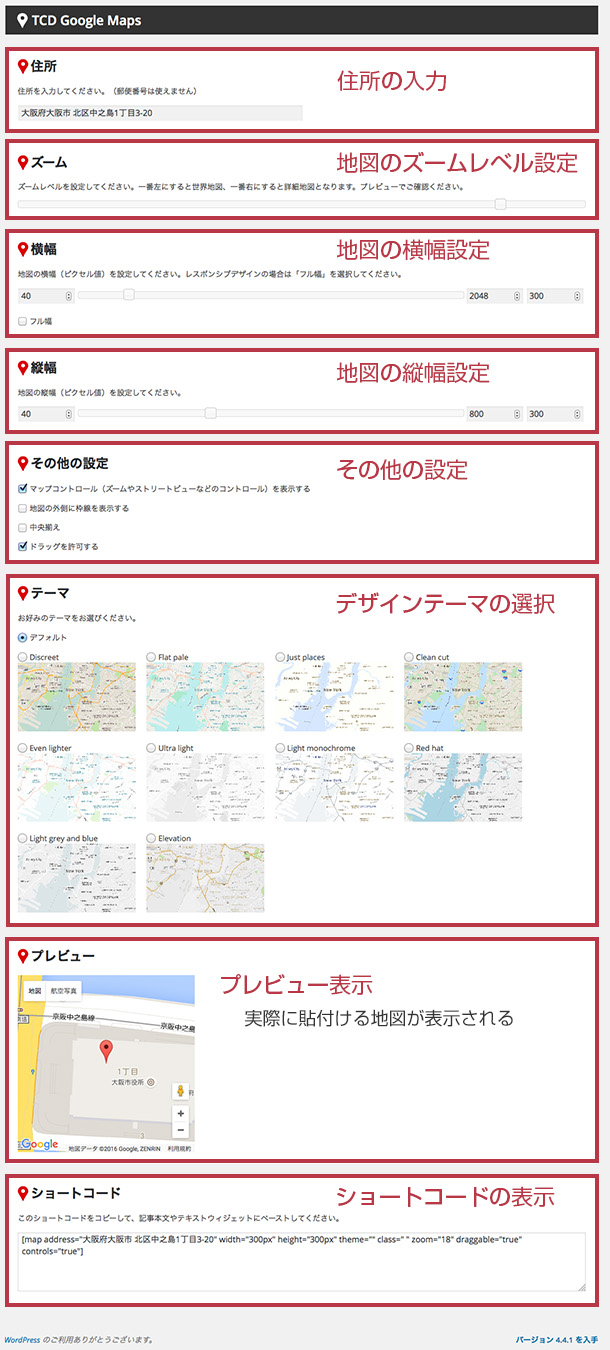 TCD Google Maps
住所
住所の入力
住所を入力してください。（郵便番号は使えません）
大阪府大阪市 北区中之島1丁目3-20
ズーム
地図のズームレベル設定
ズームレベルを設定してください。一番左にすると世界地図、一番右にすると詳細地図となります。プレビューでご確認ください。
横幅
地図の横幅設定
地図の横幅（ピクセル値）を設定してください。レスポンシブデザインの場合は「フル幅」を選択してください。
40 2048 300
フル幅
縦幅
地図の縦幅設定
地図の縦幅（ピクセル値）を設定してください。
40 800 300
その他の設定
その他の設定
マップコントロール（ズームやストリートビューなどのコントロール）を表示する
地図の外側に枠線を表示する
中央揃え
ドラッグを許可する
テーマ
デザインテーマの選択
お好みのテーマをお選びください。
デフォルト
Discreet Flat pale Just places Clean cut
Even lighter Ultra light Light monochrome Red hat
Light grey and blue Elevation
プレビュー
プレビュー表示
実際に貼付ける地図が表示される
地図 航空写真
京阪中之島線 京阪中之島
1丁目
大阪市役所
Google 地図データ ©2016 Google, ZENRIN 利用規約
ショートコード
ショートコードの表示
このショートコードをコピーして、記事本文やテキストウィジェットにペーストしてください。
[map address="大阪府大阪市 北区中之島1丁目3-20" width="300px" height="300px" theme="" class=" " zoom="18" draggable="true"
controls="true"]
WordPress のご利用ありがとうございます。 バージョン 4.4.1 を入手